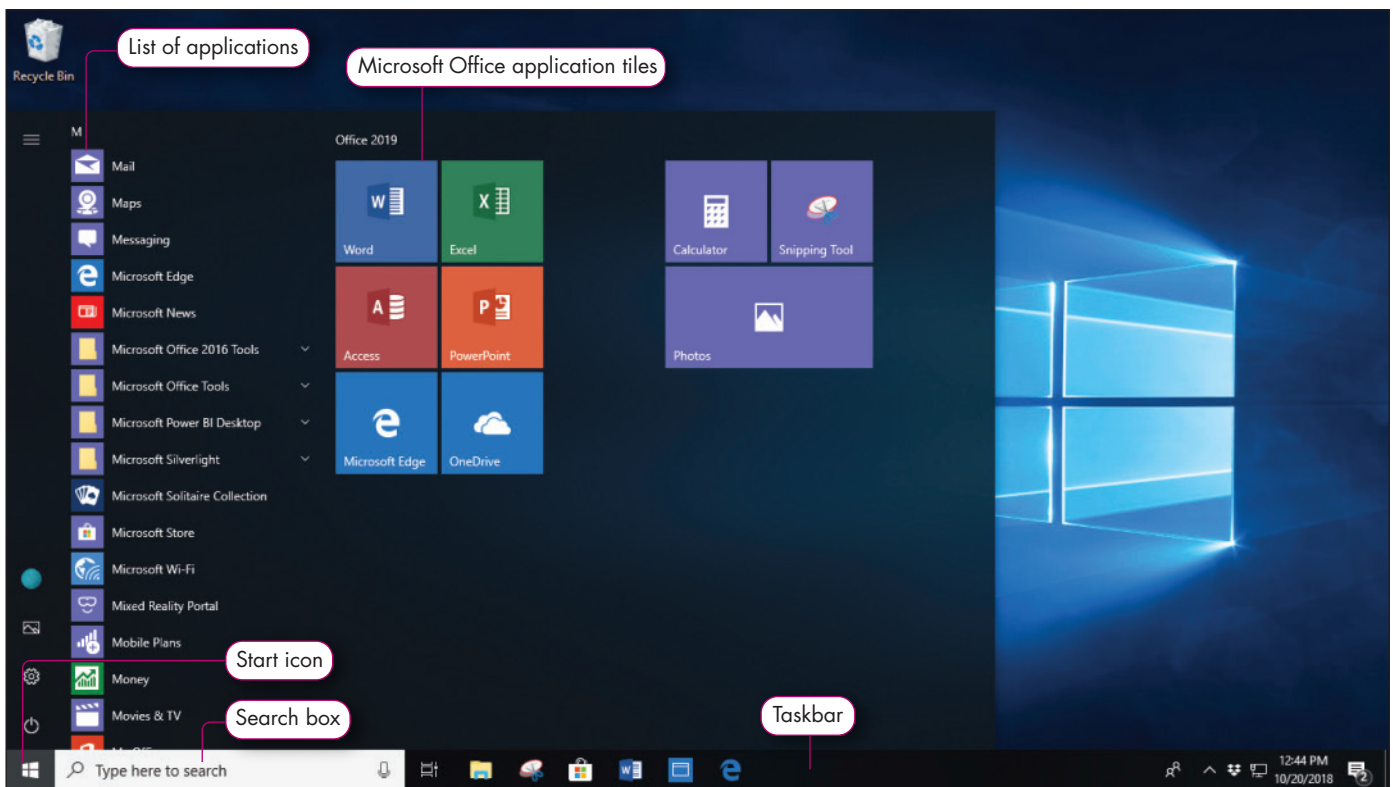 List of applications
Microsoft Office application tiles
Recycle Bin
M
Mail
Maps
Messaging
Microsoft Edge
Microsoft News
Microsoft Office 2016 Tools
Microsoft Office Tools
Microsoft Power BI Desktop
Microsoft Silverlight
Microsoft Solitaire Collection
Microsoft Store
Microsoft Wi-Fi
Mixed Reality Portal
Mobile Plans
Money
Movies & TV
Office 2019
Word
Excel
Access
PowerPoint
Microsoft Edge
OneDrive
Calculator
Snipping Tool
Photos
Start icon
Search box
Taskbar
Type here to search
12:44 PM
10/20/2018
2